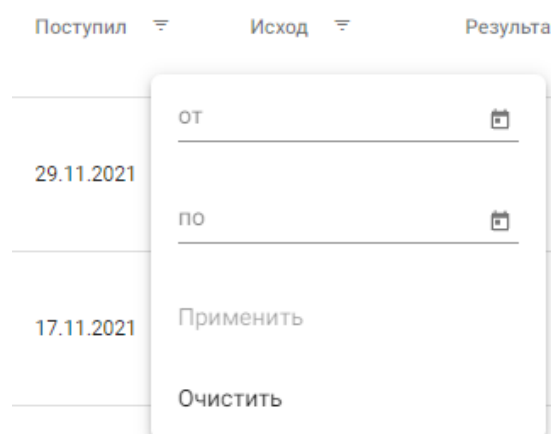 Поступил Исход Результа
от
29.11.2021
по
17.11.2021
Применить
Очистить